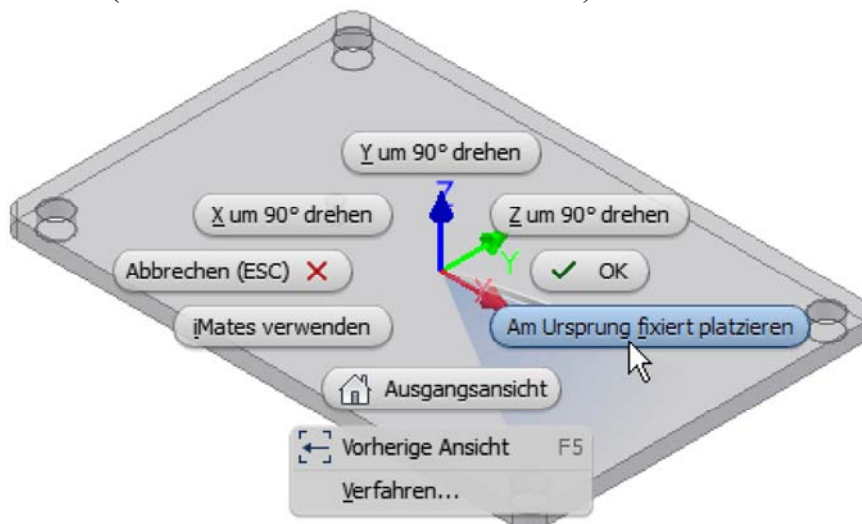 Y um 90° drehen
Z
X um 90° drehen
Z um 90° drehen
Y
Abbrechen (ESC)
OK
X
iMates verwenden
Am Ursprung fixiert platzieren
Ausgangsansicht
Vorherige Ansicht F5
Verfahren...